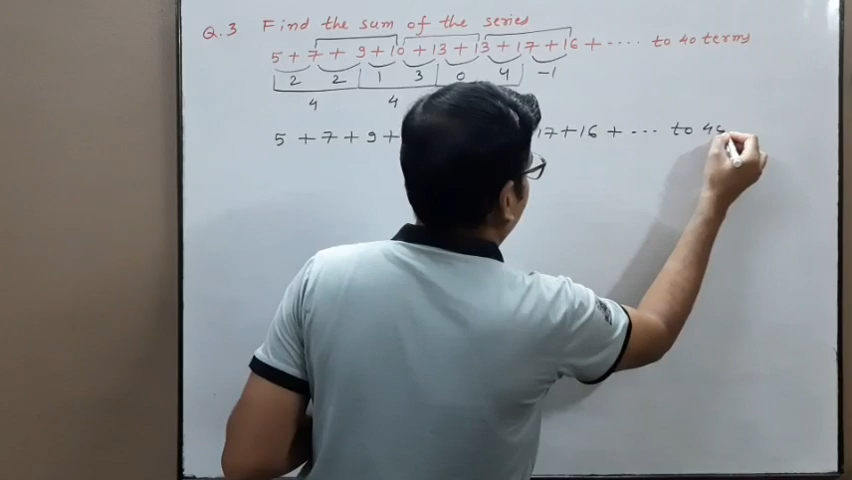 Q.3 Find the sum of the series
5 + 7 + 9 + 10 + 13 + 13 + 17 + 16 + .... to 40 terms
2 2 1 3 0 4 -1
4 4
5 + 7 + 9 + 17 + 16 + ... to 40